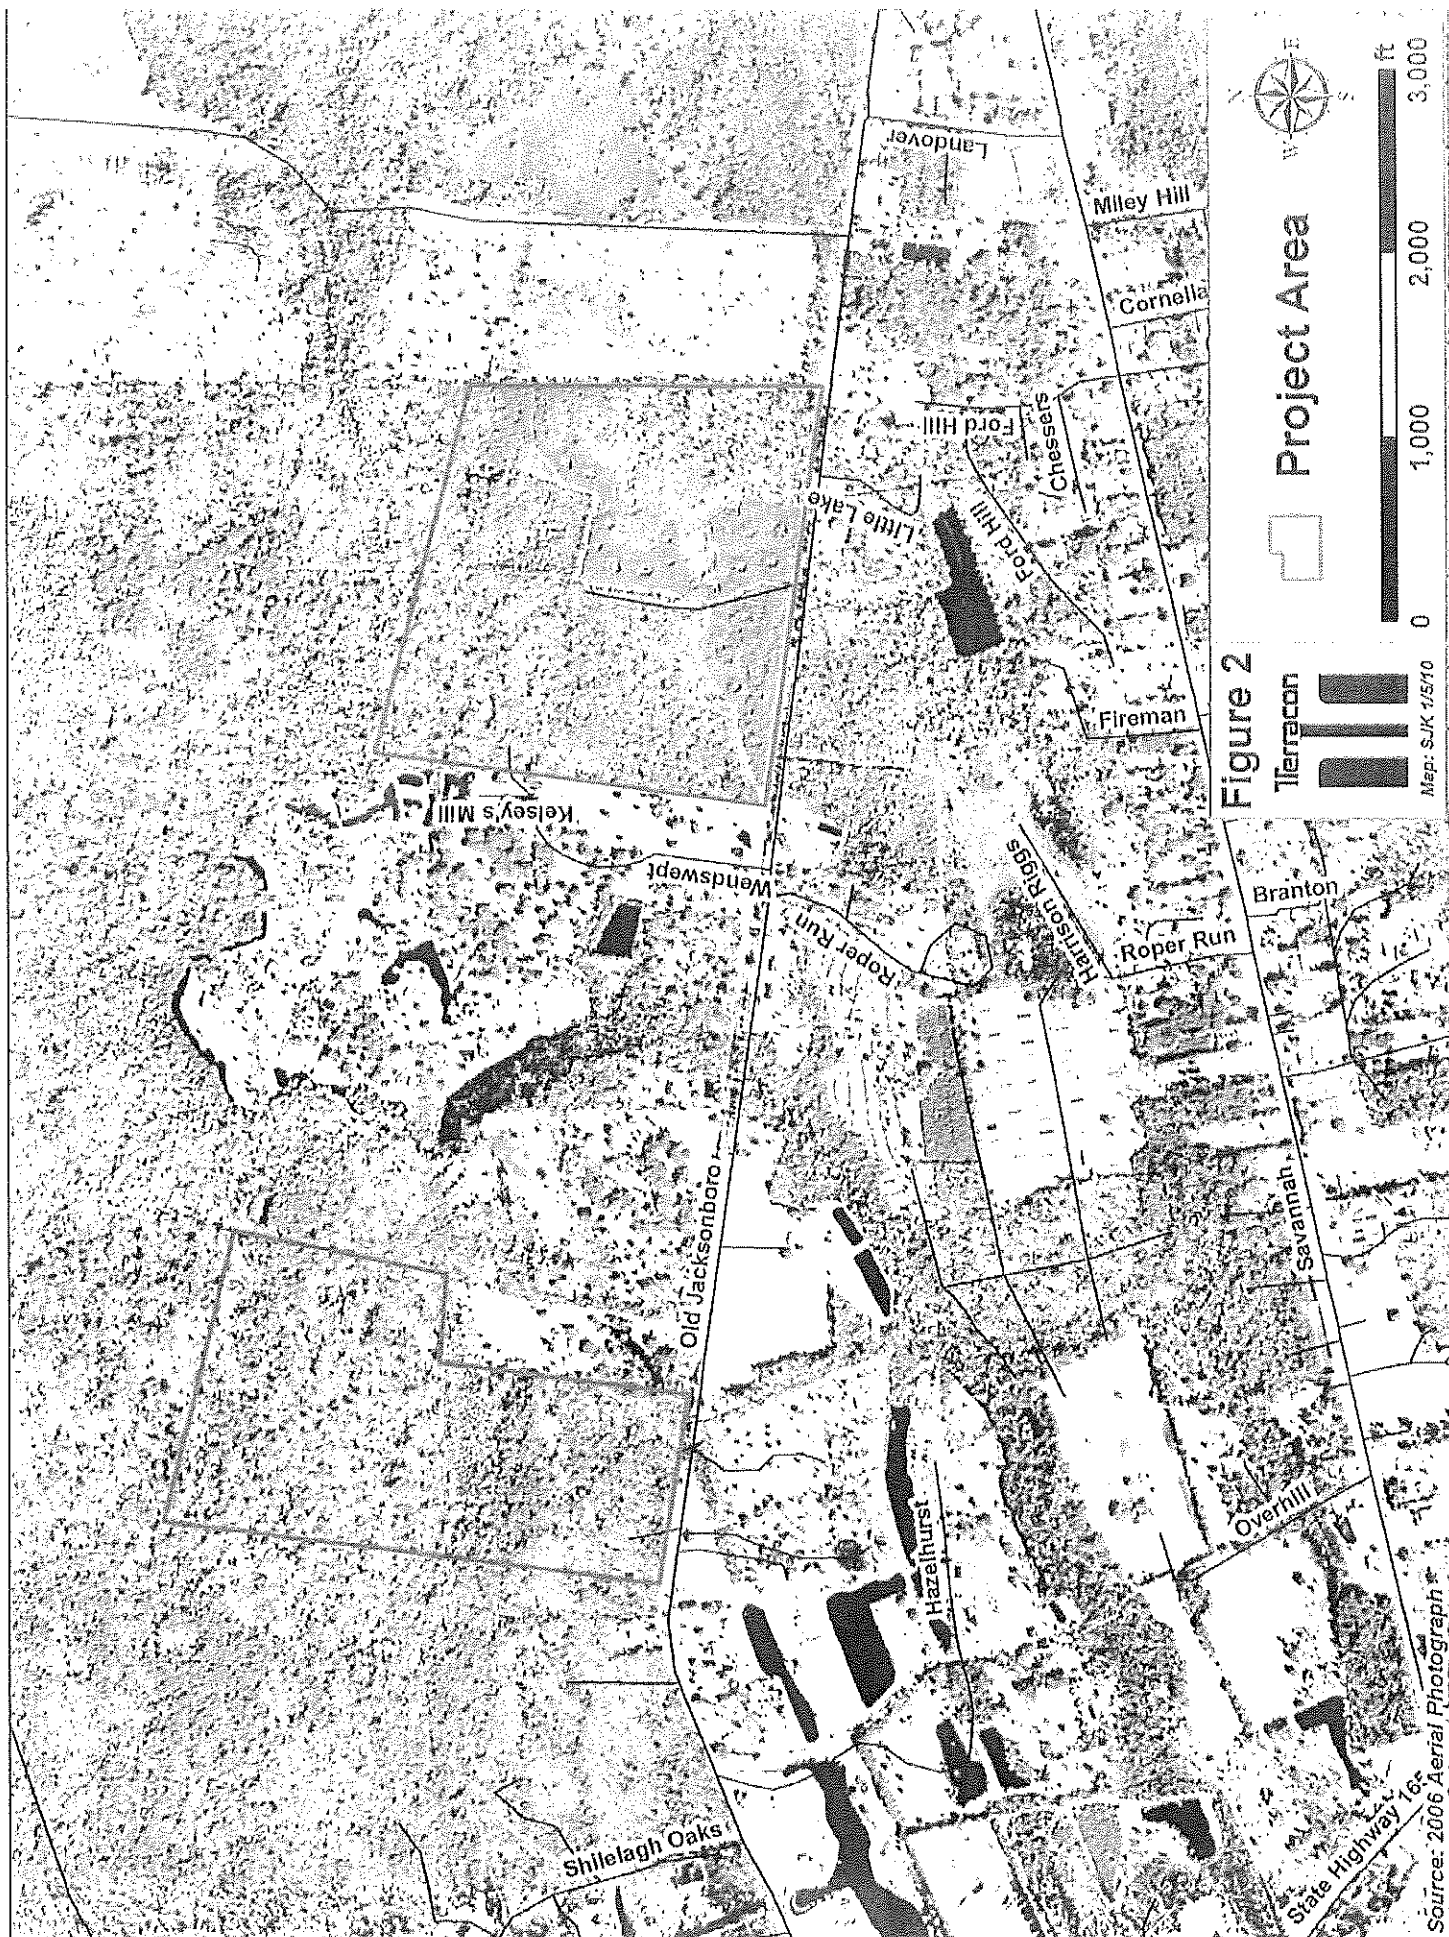 Landover
Miley Hill
Cornella
Ford Hill
Chessers
Little Lake
Ford Hill
Fireman
Kelsey's Mill
Wendswept
Roper Run
Harrison Riggs
Roper Run
Branton
Old Jacksonboro
Savannah
Hazelhurst
Overhill
Shilelagh Oaks
State Highway 165
Source: 2006 Aerial Photograph
Figure 2
Terracon
Map: SJK 1/5/10
Project Area
N
W
E
S
0 1,000 2,000 3,000
ft